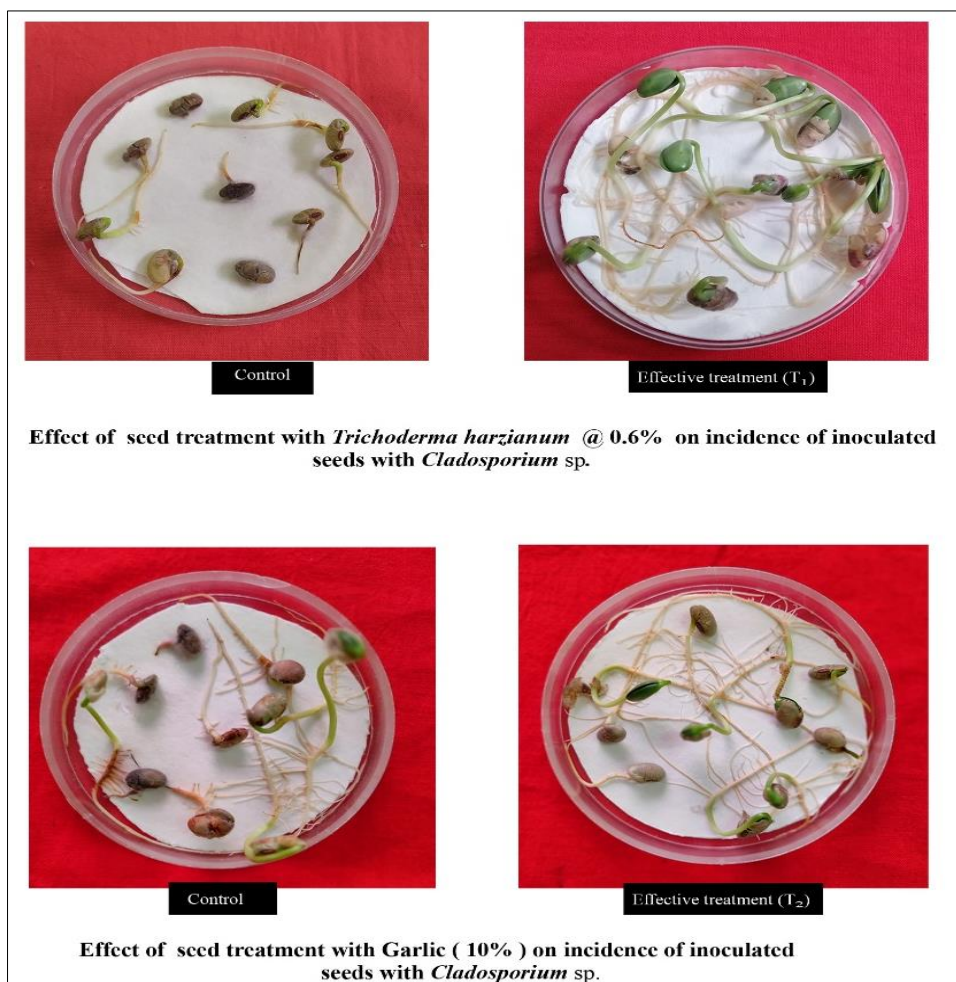 Control
Effective treatment (T₁)
Effect of seed treatment with Trichoderma harzianum @ 0.6% on incidence of inoculated
seeds with Cladosporium sp.
Control
Effective treatment (T₂)
Effect of seed treatment with Garlic ( 10% ) on incidence of inoculated
seeds with Cladosporium sp.